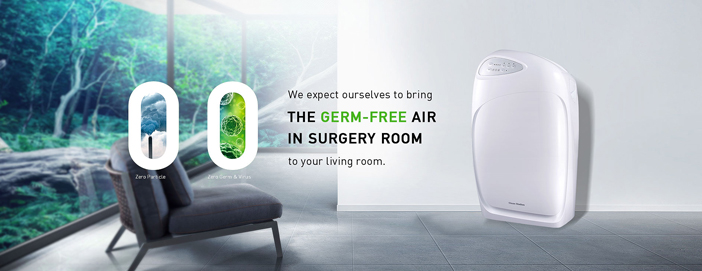 We expect ourselves to bring
THE GERM-FREE AIR
IN SURGERY ROOM
to your living room.
Zero Particle
Zero Germ & Virus